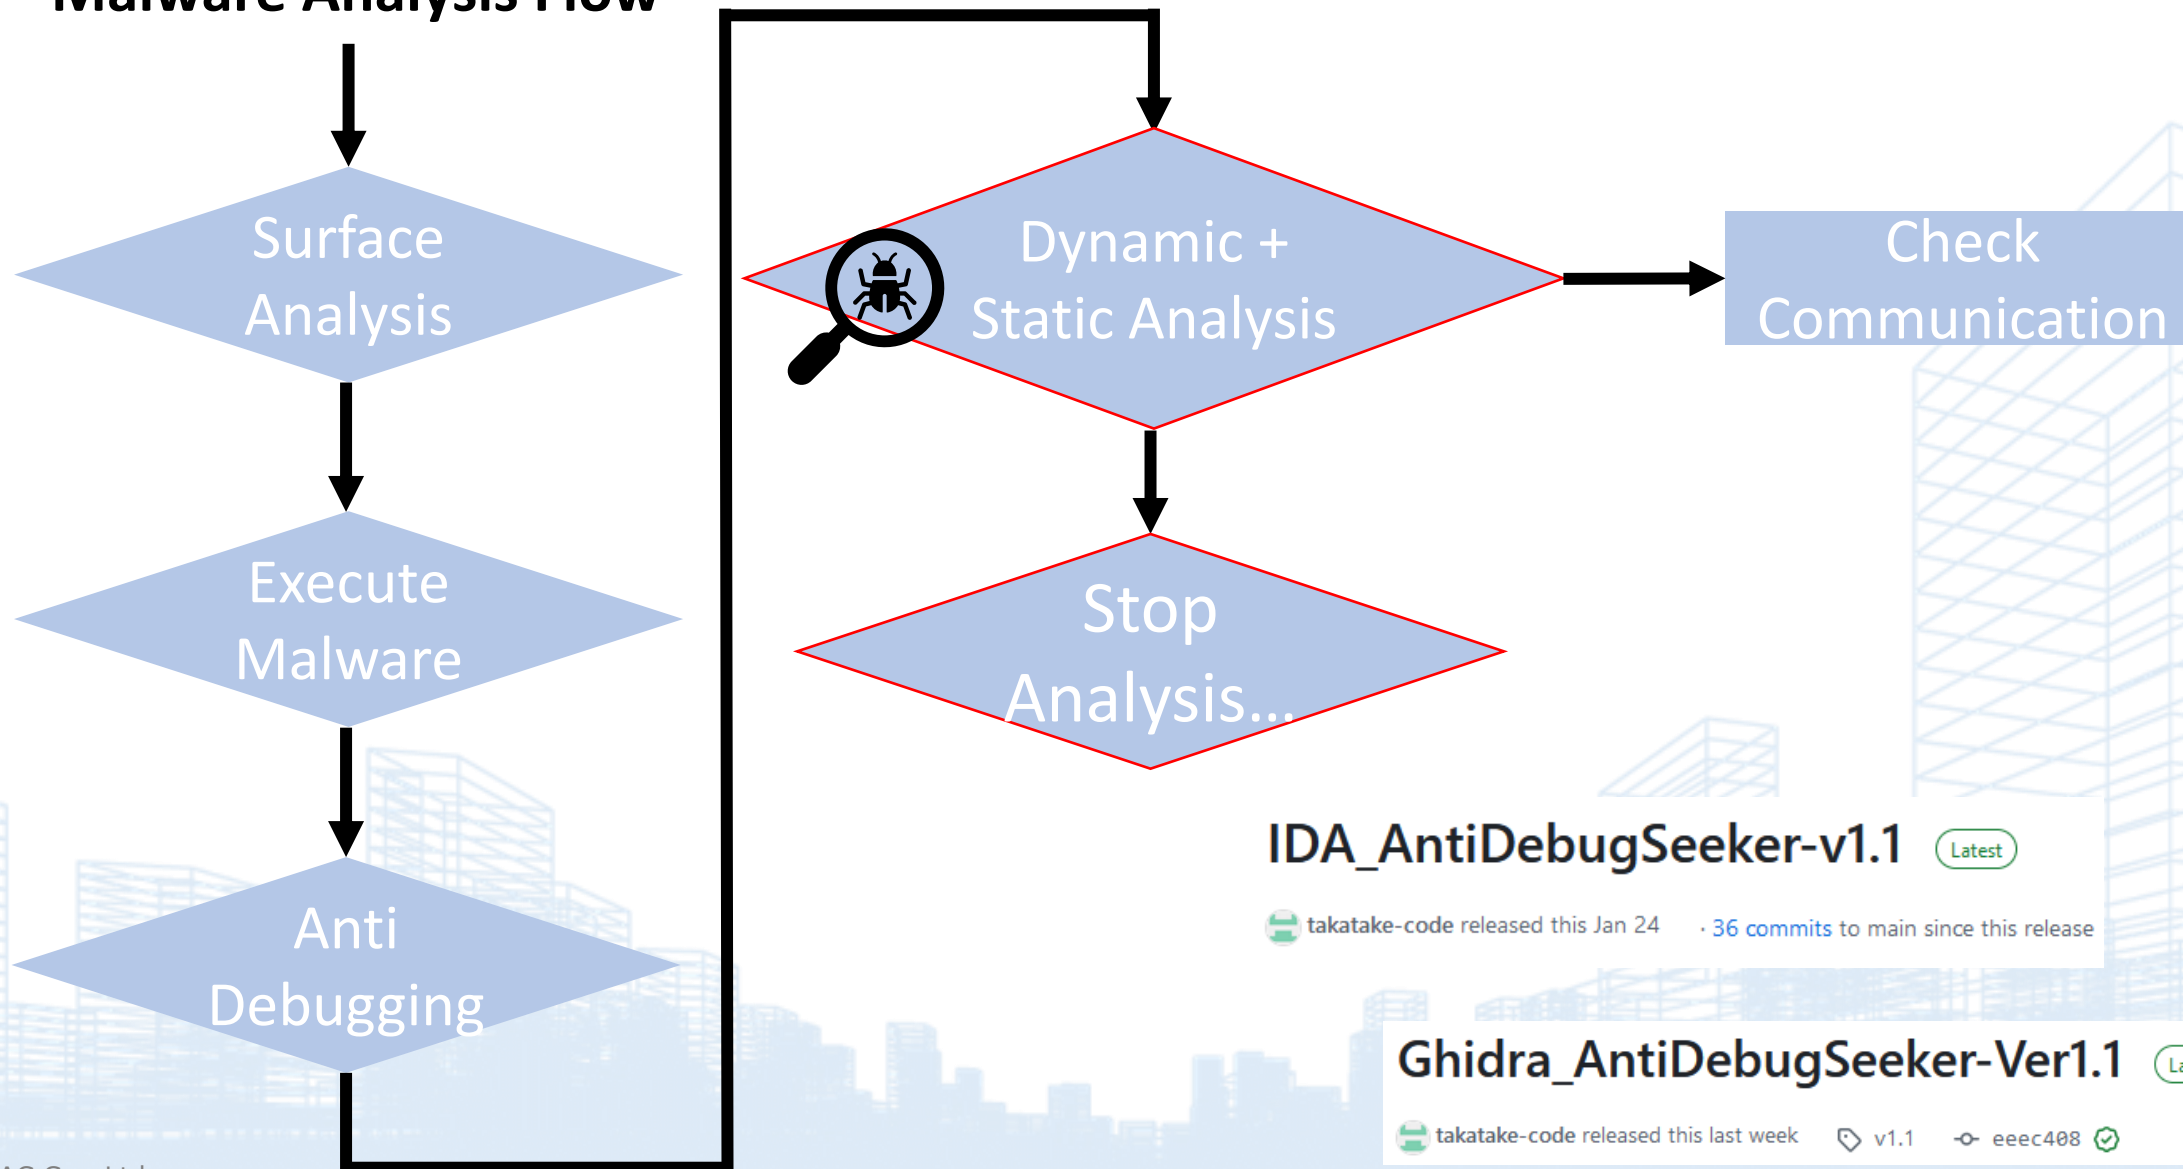 Malware Analysis Flow
Surface
Analysis
Execute
Malware
Anti
Debugging
Dynamic +
Static Analysis
Stop
Analysis...
Check
Communication
IDA_AntiDebugSeeker-v1.1 Latest
takatake-code released this Jan 24 · 36 commits to main since this release
Ghidra_AntiDebugSeeker-Ver1.1
takatake-code released this last week v1.1 eeec408